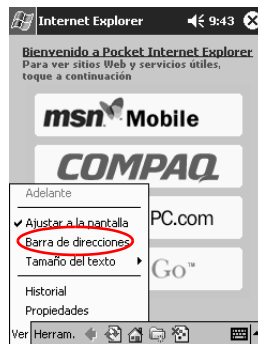 Internet Explorer 9:43
Bienvenido a Pocket Internet Explorer
Para ver sitios Web y servicios útiles,
toque a continuación
msn Mobile
COMPAQ
PC.com
Go™
Adelante
Ajustar a la pantalla
Barra de direcciones
Tamaño del texto
Historial
Propiedades
Ver Herram.